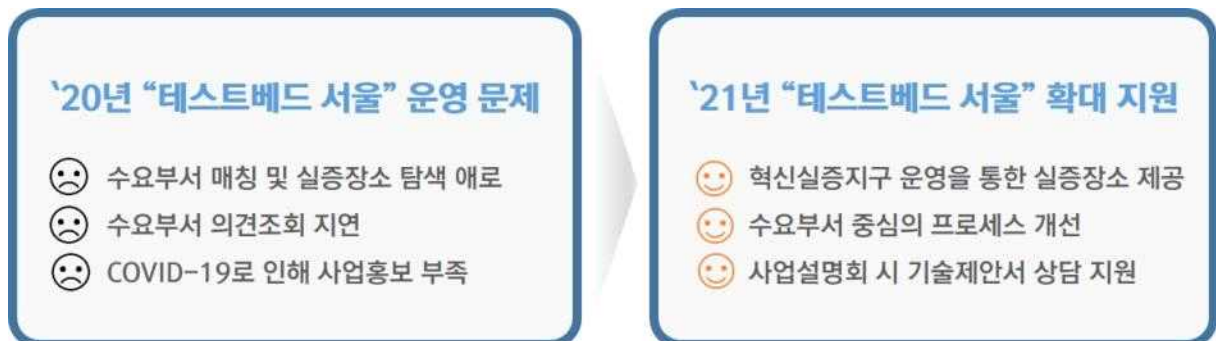 `20년 “테스트베드 서울” 운영 문제
수요부서 매칭 및 실증장소 탐색 애로
수요부서 의견조회 지연
COVID-19로 인해 사업홍보 부족
`21년 “테스트베드 서울” 확대 지원
혁신실증지구 운영을 통한 실증장소 제공
수요부서 중심의 프로세스 개선
사업설명회 시 기술제안서 상담 지원